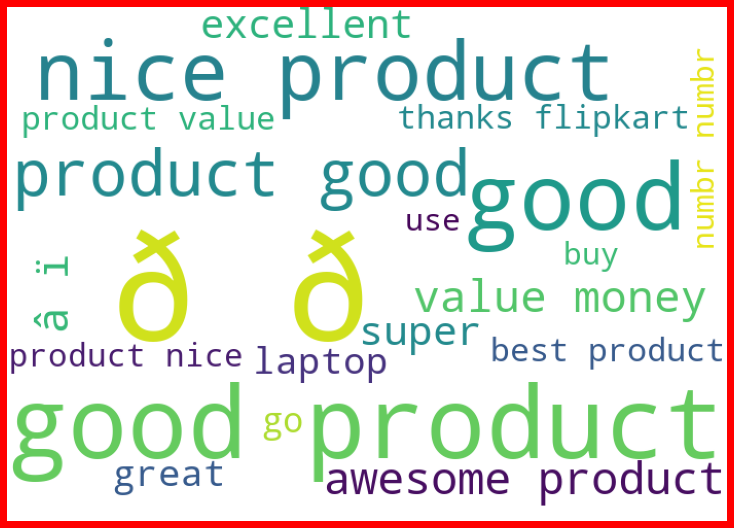 excellent
nice product
numbr numbr
product value
thanks flipkart
product good
good
use
buy
â ï
ð ð
value money
super
best product
product nice
laptop
good product
go
great
awesome product